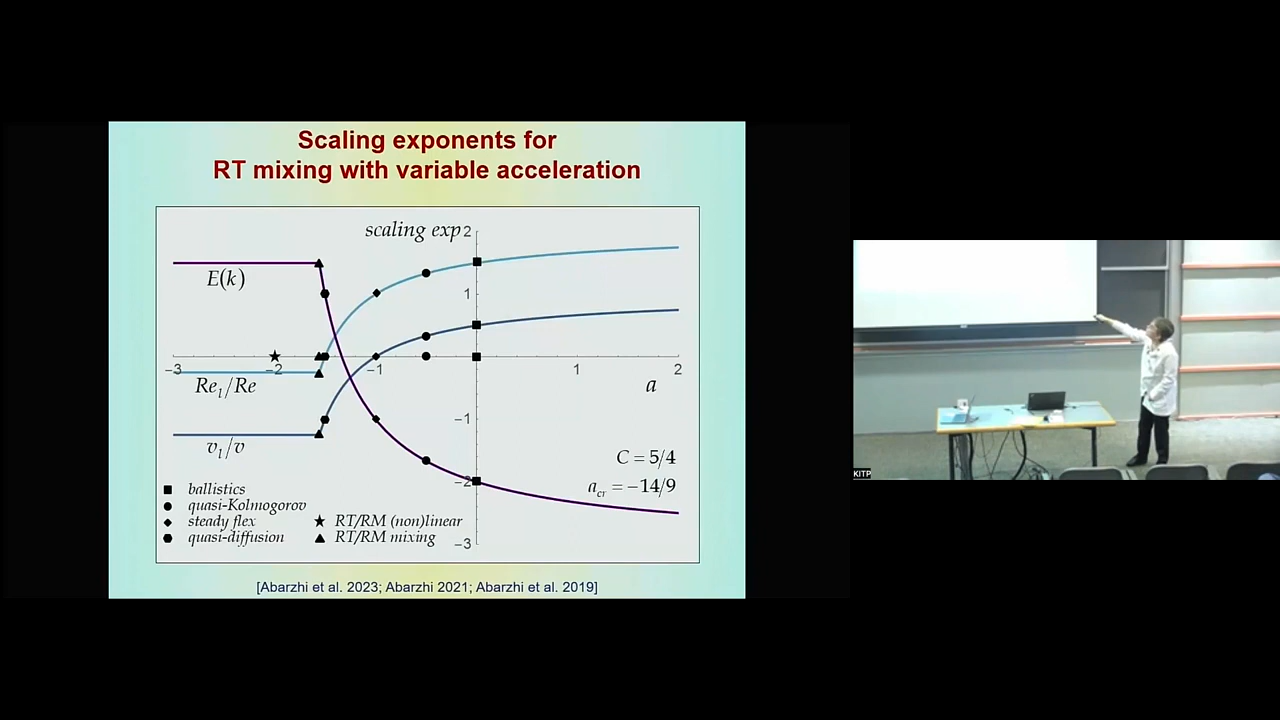 Scaling exponents for
RT mixing with variable acceleration
scaling exp 2
E(k)
1
-3 -2 -1 1 2
Re_l/Re
a
v_l/v
-1
C = 5/4
a_cr = -14/9
-2
ballistics
quasi-Kolmogorov
steady flex
quasi-diffusion
RT/RM (non)linear
RT/RM mixing
-3
[Abarzhi et al. 2023; Abarzhi 2021; Abarzhi et al. 2019]
KITP